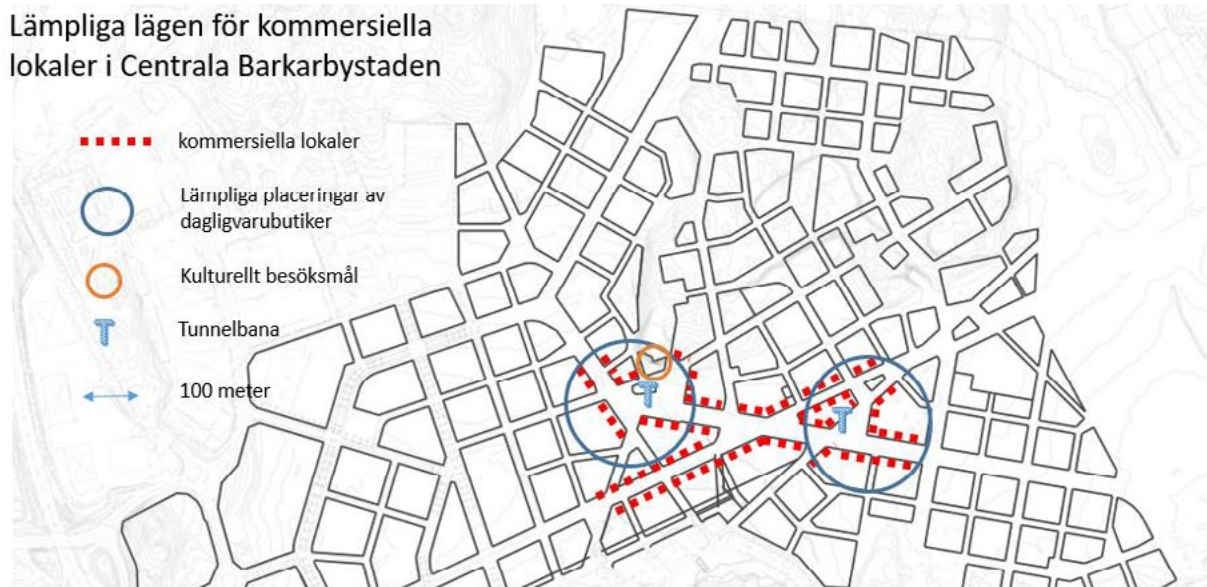 Lämpliga lägen för kommersiella
lokaler i Centrala Barkarbystaden
kommersiella lokaler
Lämpliga placeringar av
dagligvarubutiker
Kulturellt besöksmål
Tunnelbana
100 meter
T
T
T